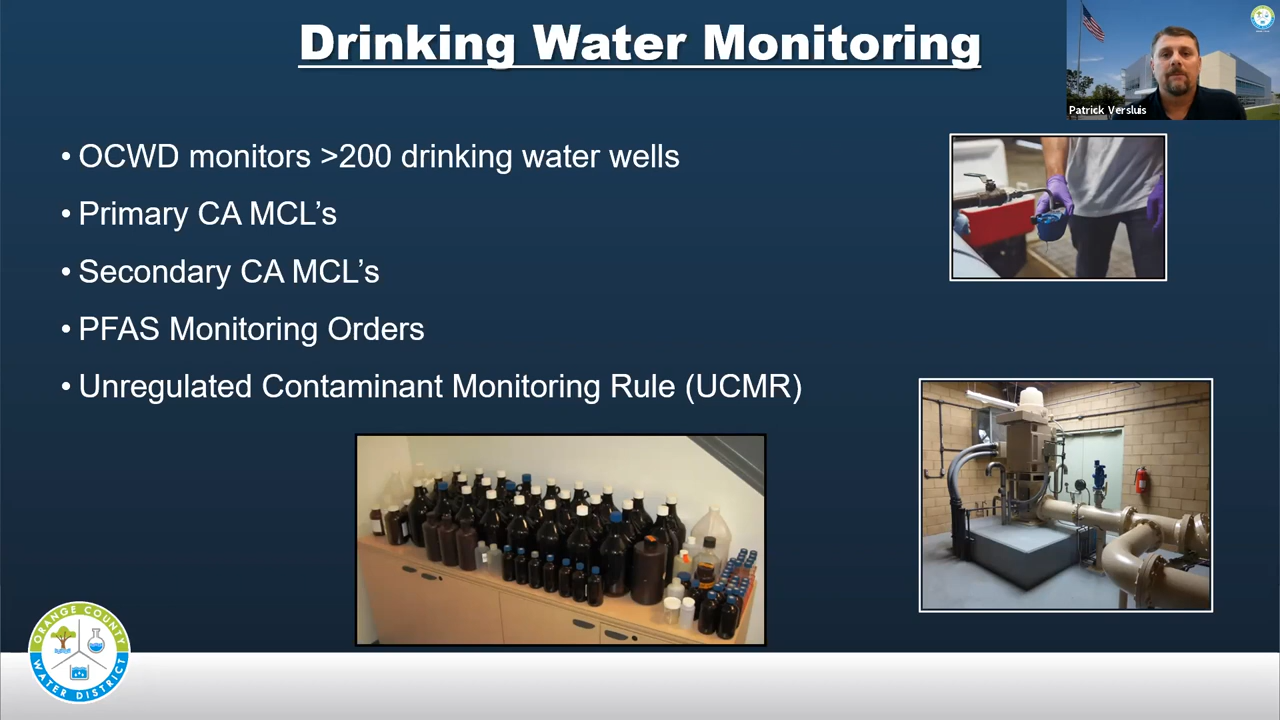 Drinking Water Monitoring
Patrick Versluis
• OCWD monitors >200 drinking water wells
• Primary CA MCL’s
• Secondary CA MCL’s
• PFAS Monitoring Orders
• Unregulated Contaminant Monitoring Rule (UCMR)
ORANGE COUNTY
WATER DISTRICT